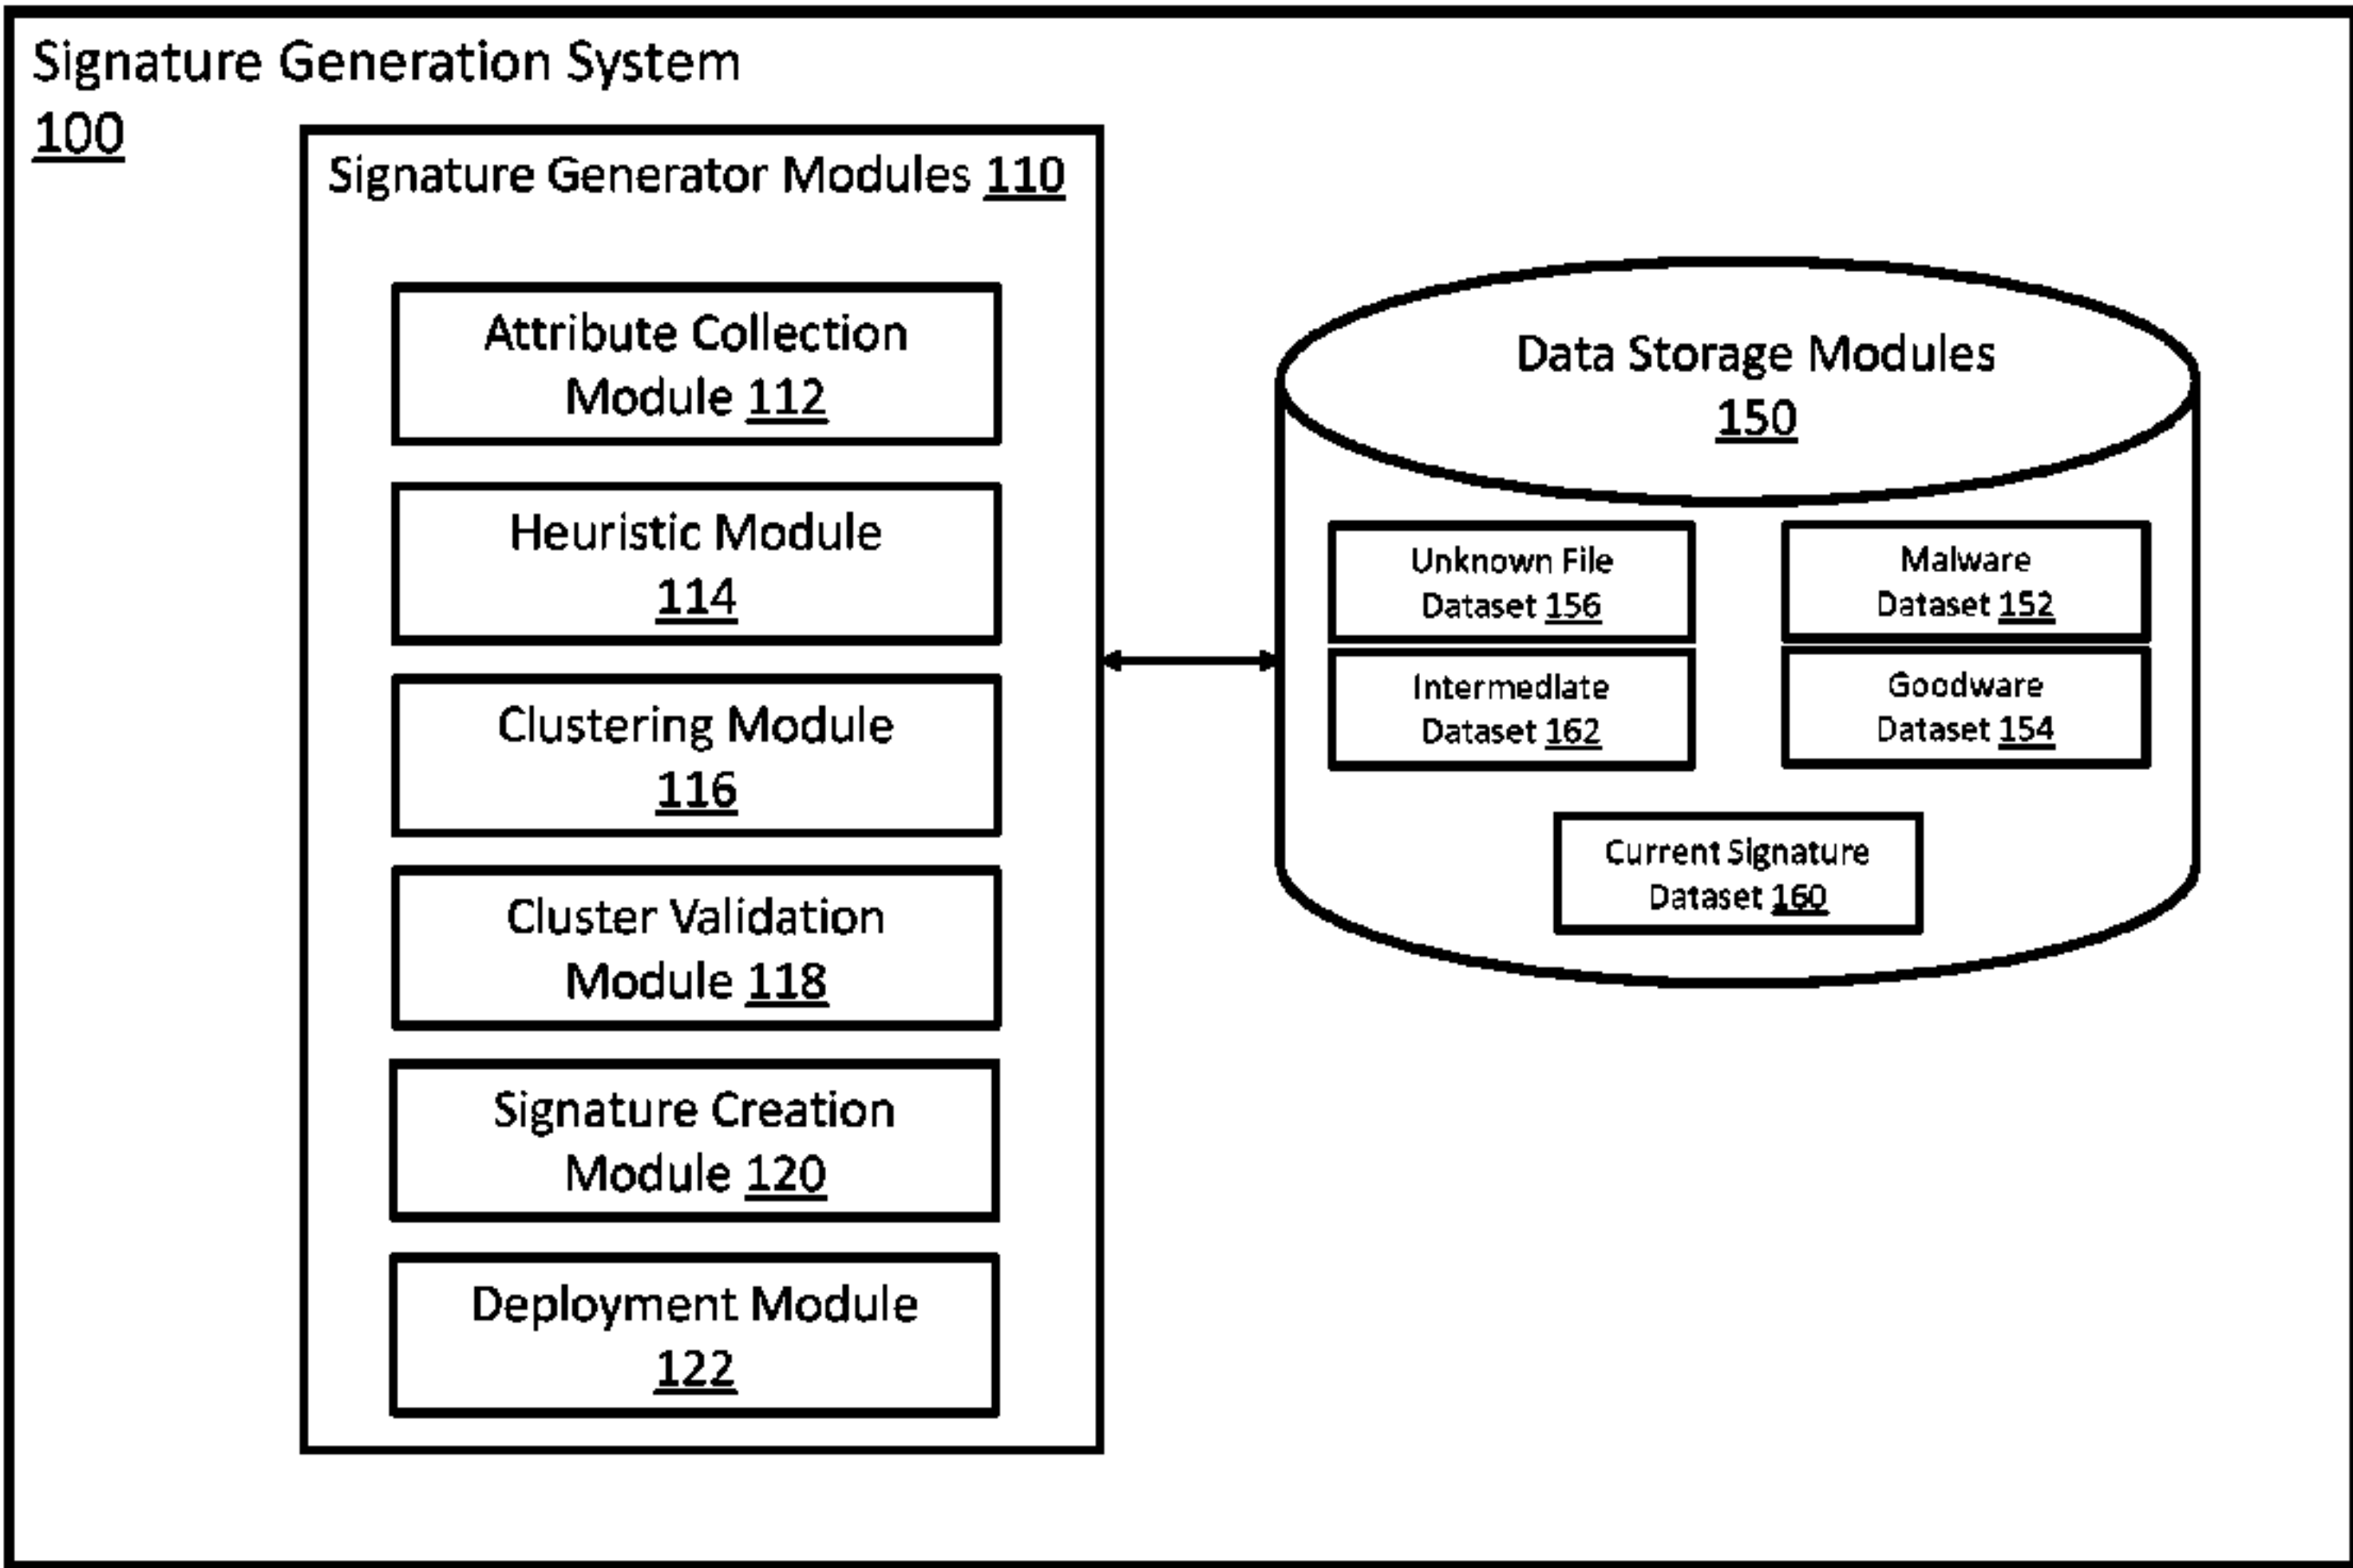 Signature Generation System
100
Signature Generator Modules 110
Attribute Collection
Module 112
Heuristic Module
114
Clustering Module
116
Cluster Validation
Module 118
Signature Creation
Module 120
Deployment Module
122
Data Storage Modules
150
Unknown File
Dataset 156
Malware
Dataset 152
Intermediate
Dataset 162
Goodware
Dataset 154
Current Signature
Dataset 160